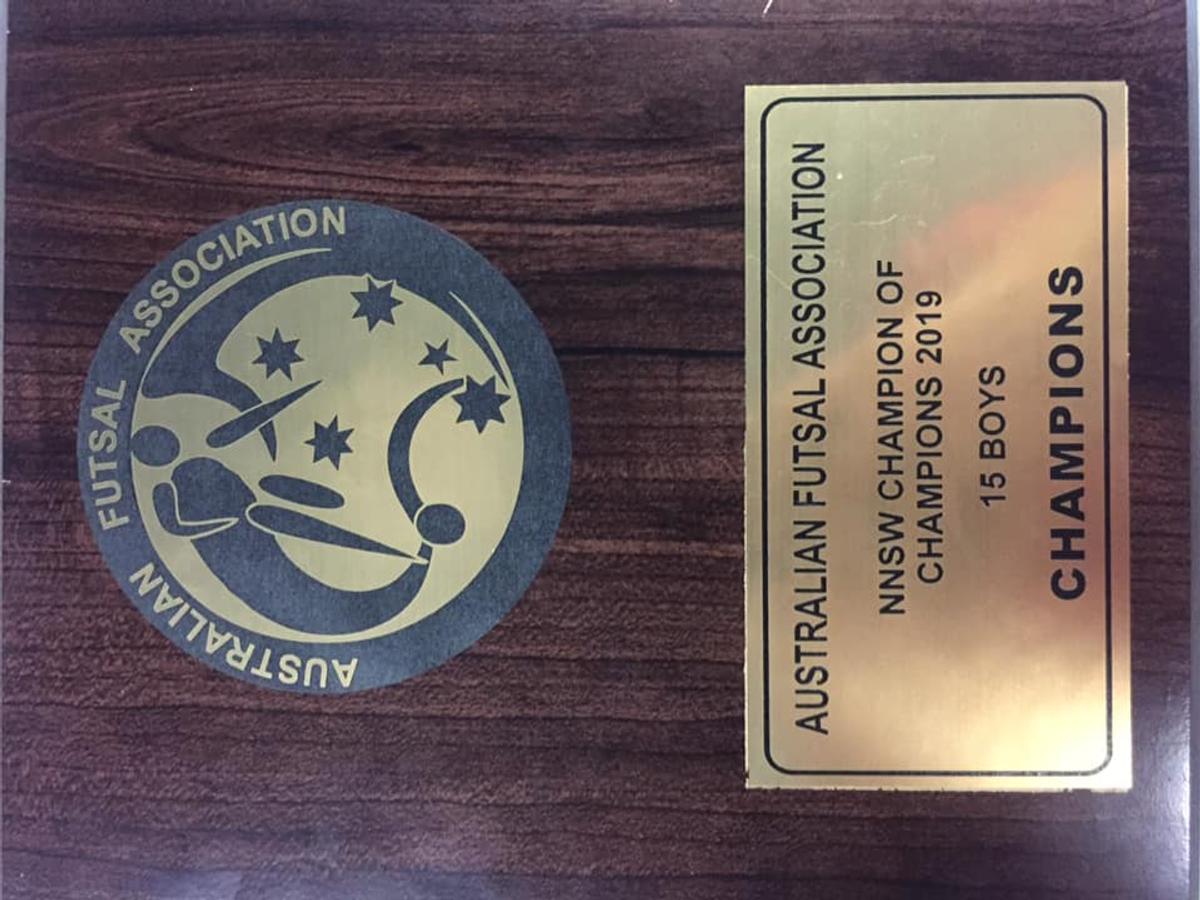 AUSTRALIAN FUTSAL ASSOCIATION
AUSTRALIAN FUTSAL ASSOCIATION
NNSW CHAMPION OF
CHAMPIONS 2019
15 BOYS
CHAMPIONS